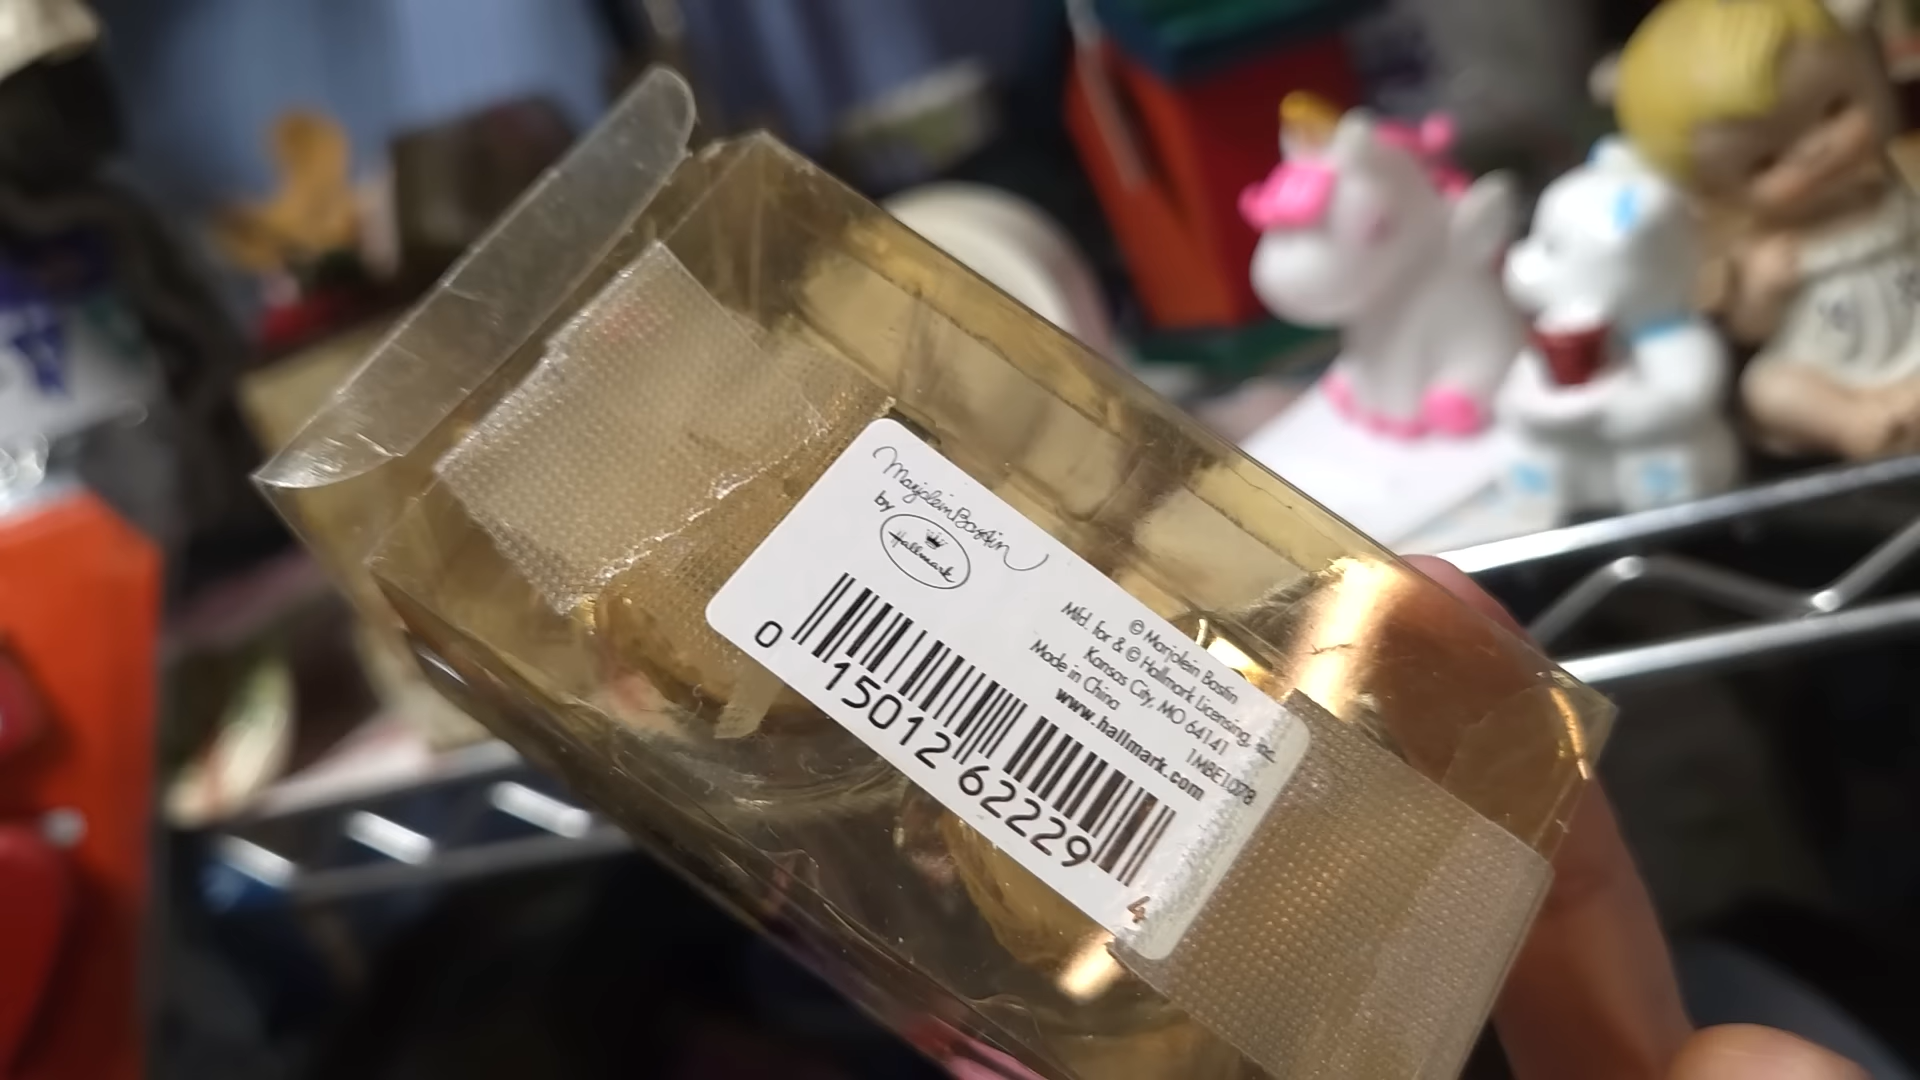 Marjolein Bastin
by
Hallmark
© Marjolein Bastin
Mfd. for & © Hallmark Licensing, Inc.
Kansas City, MO 64141
Made in China
1MBE1078
www.hallmark.com
0 15012 62229 4